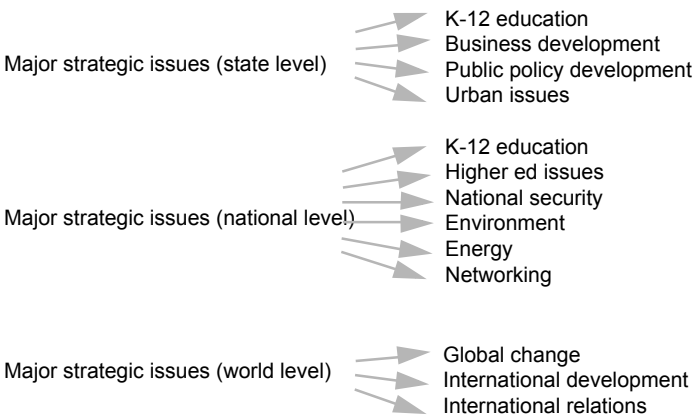 K-12 education
Business development
Major strategic issues (state level)
Public policy development
Urban issues
K-12 education
Higher ed issues
National security
Major strategic issues (national level)
Environment
Energy
Networking
Global change
Major strategic issues (world level)
International development
International relations